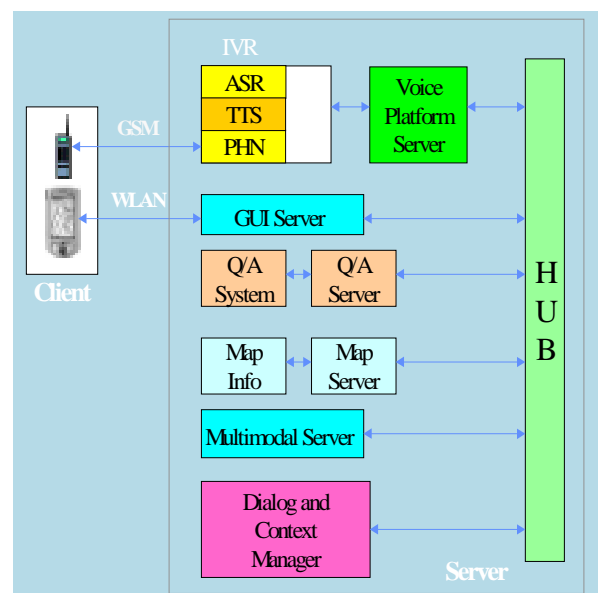 IVR
ASR
TTS
PHN
Voice
Platform
Server
GSM
WLAN
Client
GUI Server
Q/A
System
Q/A
Server
H
U
B
Map
Info
Map
Server
Multimodal Server
Dialog and
Context
Manager
Server